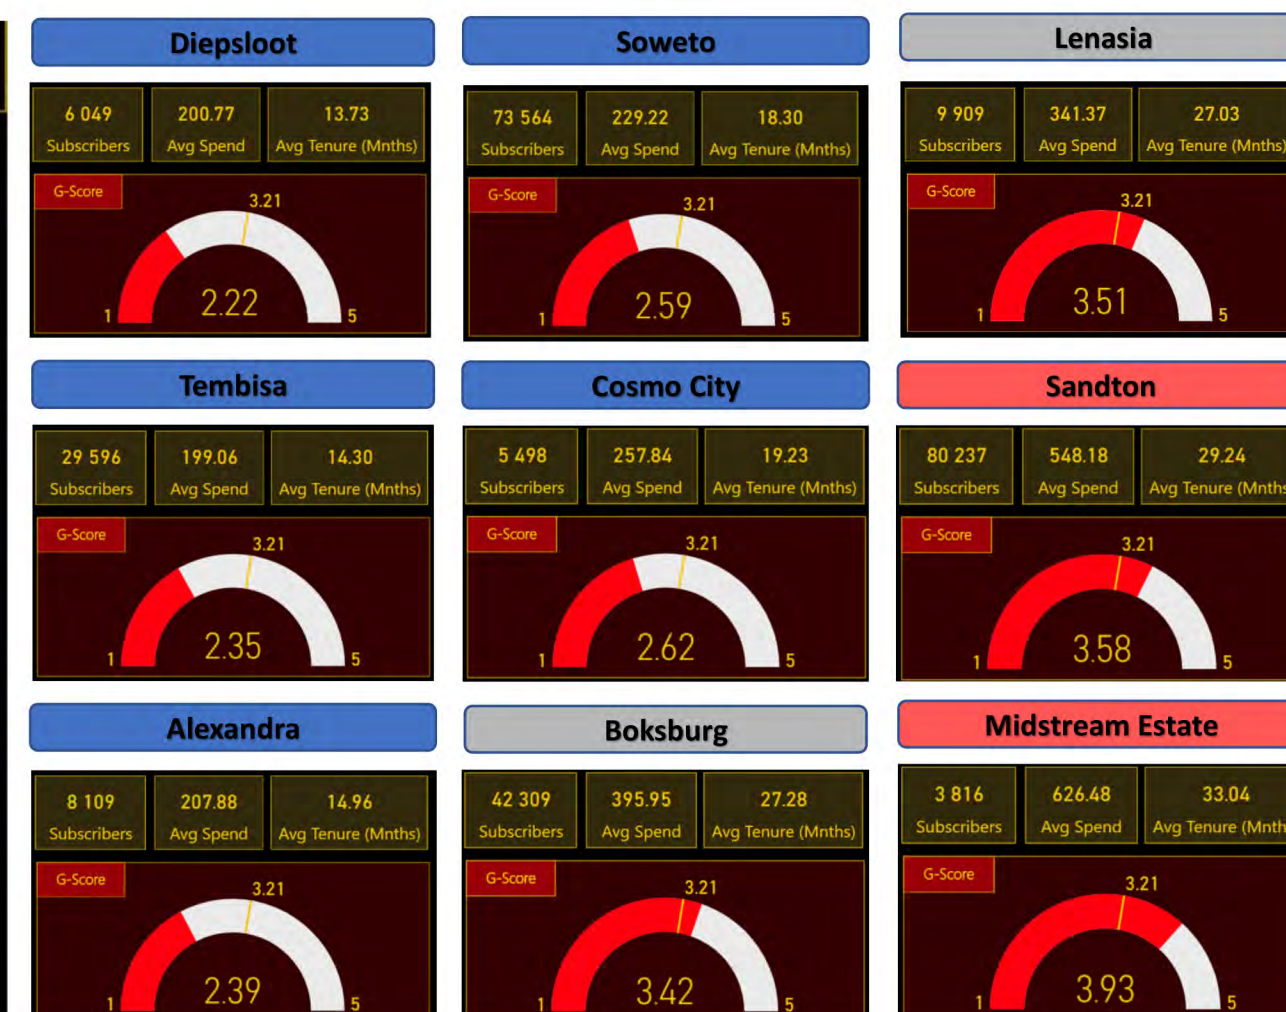 Diepsloot
6 049 200.77 13.73
Subscribers Avg Spend Avg Tenure (Mnths)
G-Score
3.21
2.22
1 5
Soweto
73 564 229.22 18.30
Subscribers Avg Spend Avg Tenure (Mnths)
G-Score
3.21
2.59
1 5
Lenasia
9 909 341.37 27.03
Subscribers Avg Spend Avg Tenure (Mnths)
G-Score
3.21
3.51
1 5
Tembisa
29 596 199.06 14.30
Subscribers Avg Spend Avg Tenure (Mnths)
G-Score
3.21
2.35
1 5
Cosmo City
5 498 257.84 19.23
Subscribers Avg Spend Avg Tenure (Mnths)
G-Score
3.21
2.62
1 5
Sandton
80 237 548.18 29.24
Subscribers Avg Spend Avg Tenure (Mnths
G-Score
3.21
3.58
1 5
Alexandra
8 109 207.88 14.96
Subscribers Avg Spend Avg Tenure (Mnths)
G-Score
3.21
2.39
1 5
Boksburg
42 309 395.95 27.28
Subscribers Avg Spend Avg Tenure (Mnths)
G-Score
3.21
3.42
1 5
Midstream Estate
3 816 626.48 33.04
Subscribers Avg Spend Avg Tenure (Mnth
G-Score
3.21
3.93
1 5